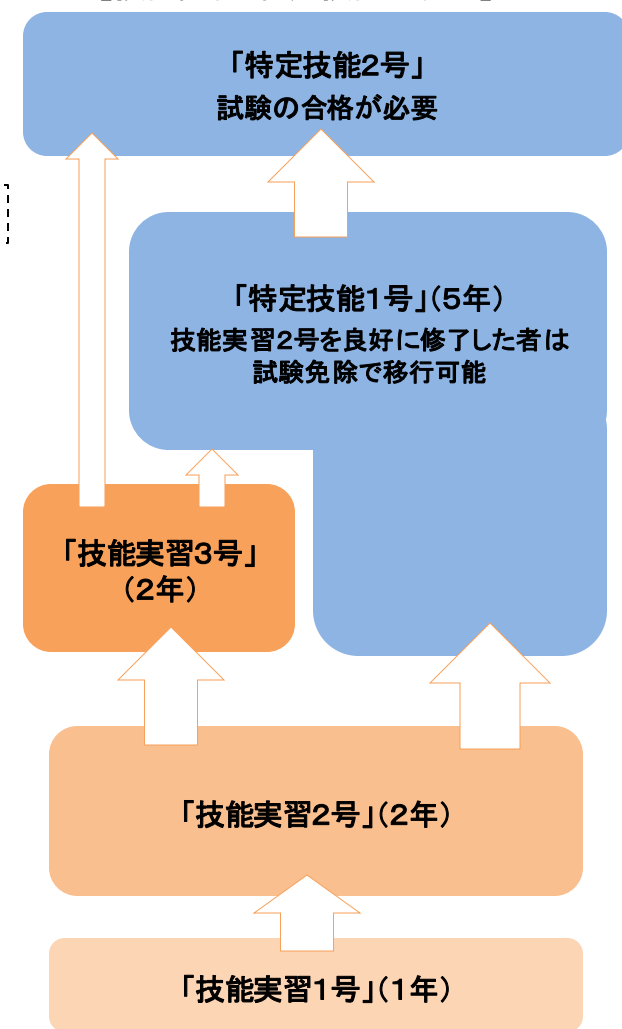 「特定技能２号」
試験の合格が必要
「特定技能１号」（５年）
技能実習２号を良好に修了した者は
試験免除で移行可能
「技能実習３号」
（２年）
「技能実習２号」（２年）
「技能実習１号」（１年）